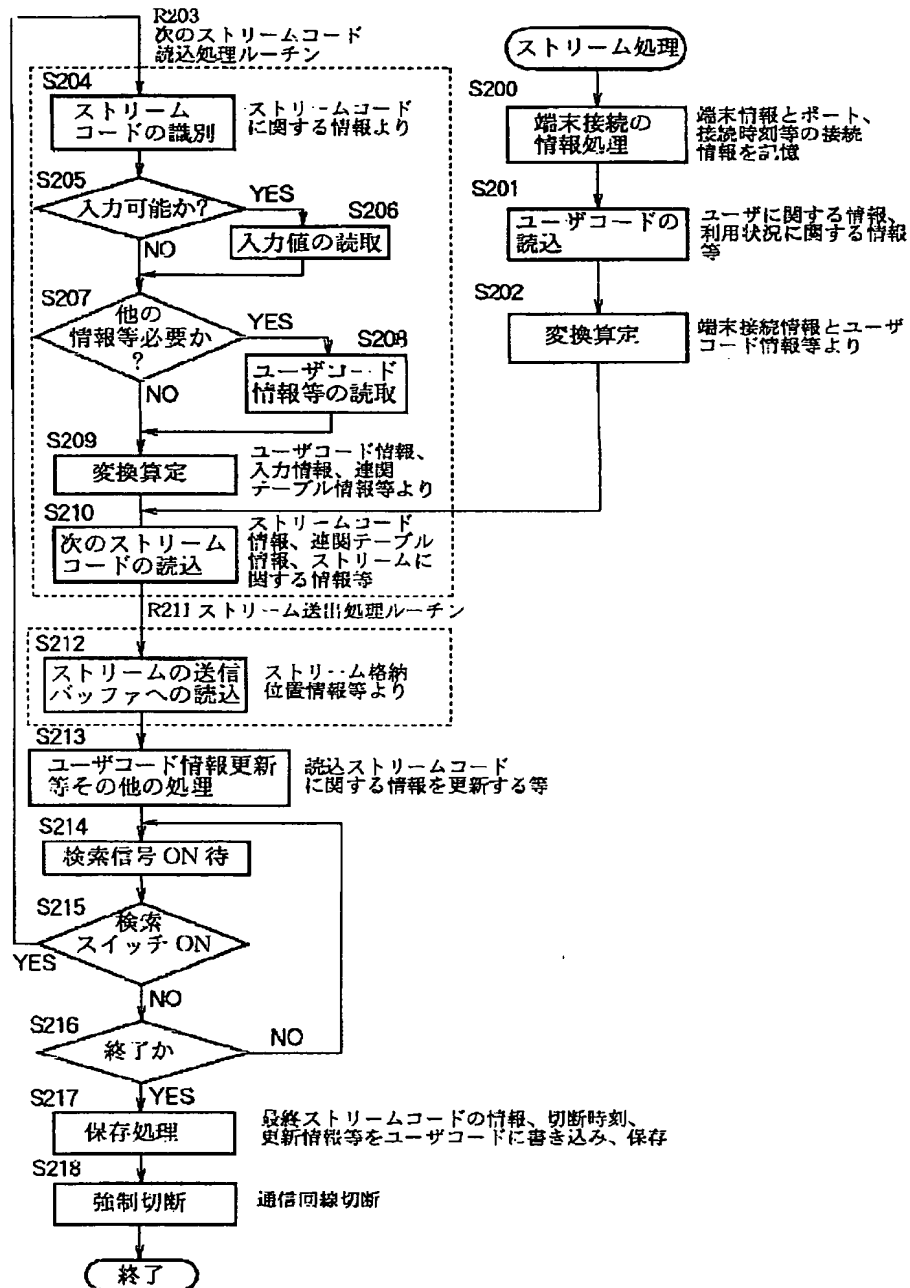 R203
次のストリームコード
読込処理ルーチン
ストリーム処理
S200
端末接続の
情報処理
端末情報とポート、
接続時刻等の接続
情報を記憶
S201
ユーザコードの
読込
ユーザに関する情報、
利用状況に関する情報
等
S202
変換算定
端末接続情報とユーザ
コード情報等より
S204
ストリーム
コードの識別
ストリームコード
に関する情報より
S205
入力可能か?
YES
NO
S206
入力値の読取
S207
他の
情報等必要か
?
YES
NO
S208
ユーザコード
情報等の読取
S209
変換算定
ユーザコード情報、
入力情報、連関
テーブル情報等より
S210
次のストリーム
コードの読込
ストリームコード
情報、連関テーブル
情報、ストリームに
関する情報等
R211 ストリーム送出処理ルーチン
S212
ストリームの送信
バッファへの読込
ストリーム格納
位置情報等より
S213
ユーザコード情報更新
等その他の処理
読込ストリームコード
に関する情報を更新する等
S214
検索信号 ON 待
S215
検索
スイッチ ON
YES
NO
S216
終了か
NO
YES
S217
保存処理
最終ストリームコードの情報、切断時刻、
更新情報等をユーザコードに書き込み、保存
S218
強制切断
通信回線切断
終了